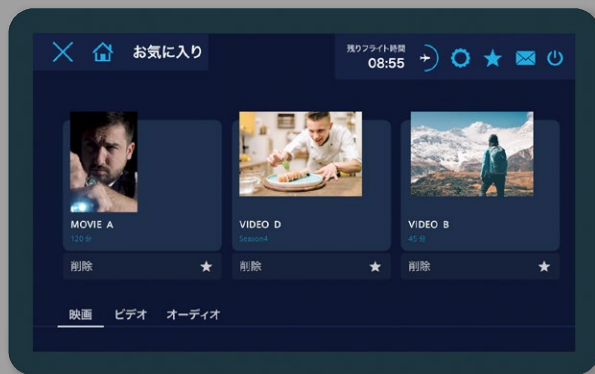 お気に入り
残りフライト時間
08:55
MOVIE A
120 分
VIDEO D
Season4
VIDEO B
45 分
削除
削除
削除
映画 ビデオ オーディオ